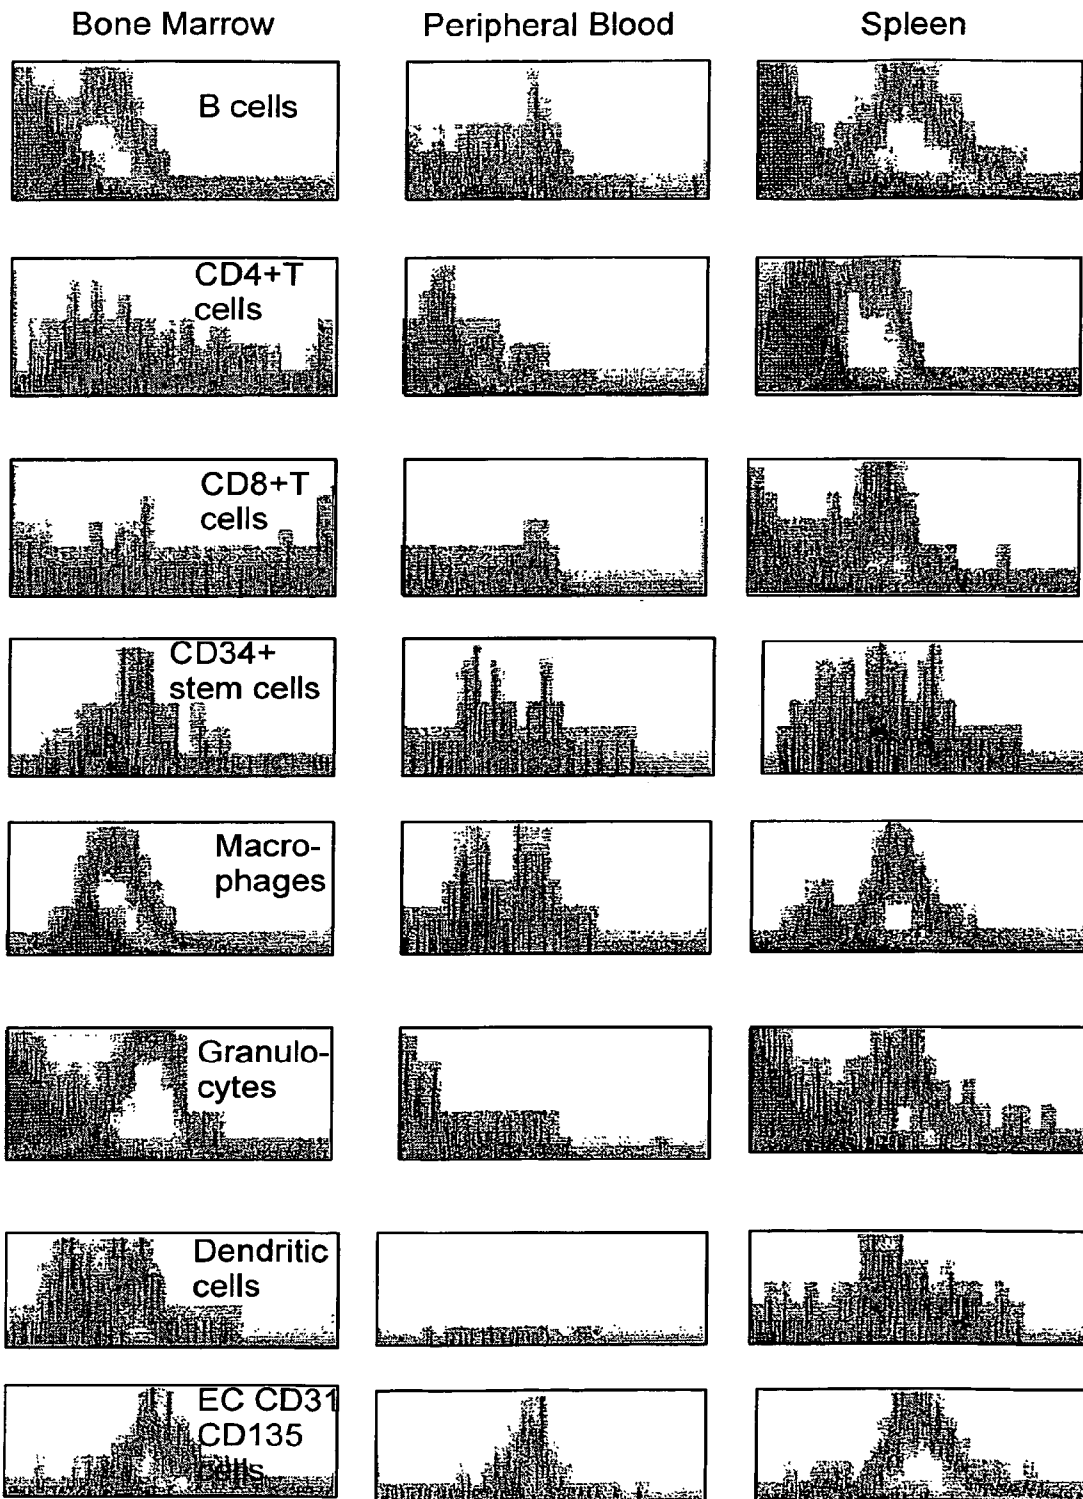 Bone Marrow Peripheral Blood Spleen
B cells
CD4+T
cells
CD8+T
cells
CD34+
stem cells
Macro-
phages
Granulo-
cytes
Dendritic
cells
EC CD31
CD135
cells